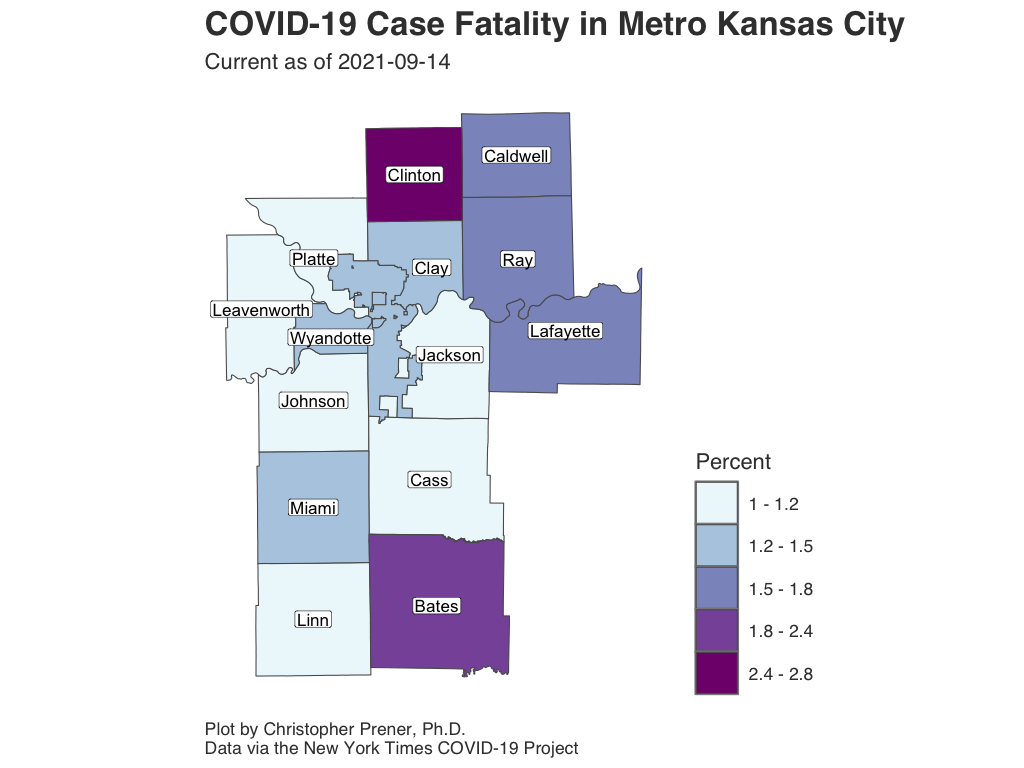 COVID-19 Case Fatality in Metro Kansas City
Current as of 2021-09-14
Caldwell
Clinton
Platte
Clay
Ray
Leavenworth
Wyandotte
Lafayette
Jackson
Johnson
Cass
Miami
Bates
Linn
Percent
1 - 1.2
1.2 - 1.5
1.5 - 1.8
1.8 - 2.4
2.4 - 2.8
Plot by Christopher Prener, Ph.D.
Data via the New York Times COVID-19 Project